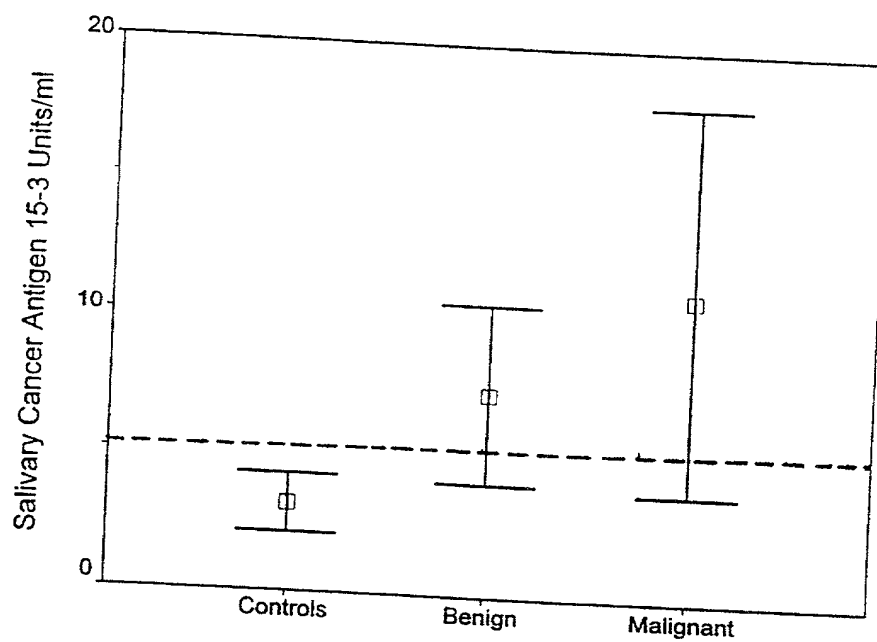 Salivary Cancer Antigen 15-3 Units/ml
20
10
0
Controls
Benign
Malignant